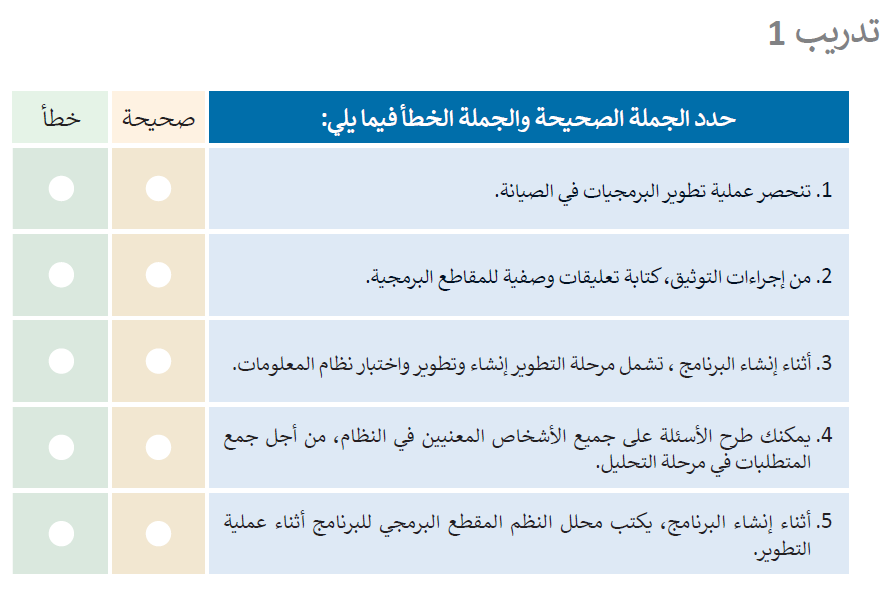 تدريب 1
حدد الجملة الصحيحة والجملة الخطأ فيما يلي:
صحيحة
خطأ
1. تنحصر عملية تطوير البرمجيات في الصيانة.
2. من إجراءات التوثيق، كتابة تعليقات وصفية للمقاطع البرمجية.
3. أثناء إنشاء البرنامج ، تشمل مرحلة التطوير إنشاء وتطوير واختبار نظام المعلومات.
4. يمكنك طرح الأسئلة على جميع الأشخاص المعنيين في النظام، من أجل جمع
المتطلبات في مرحلة التحليل.
5. أثناء إنشاء البرنامج، يكتب محلل النظم المقطع البرمجي للبرنامج أثناء عملية
التطوير.